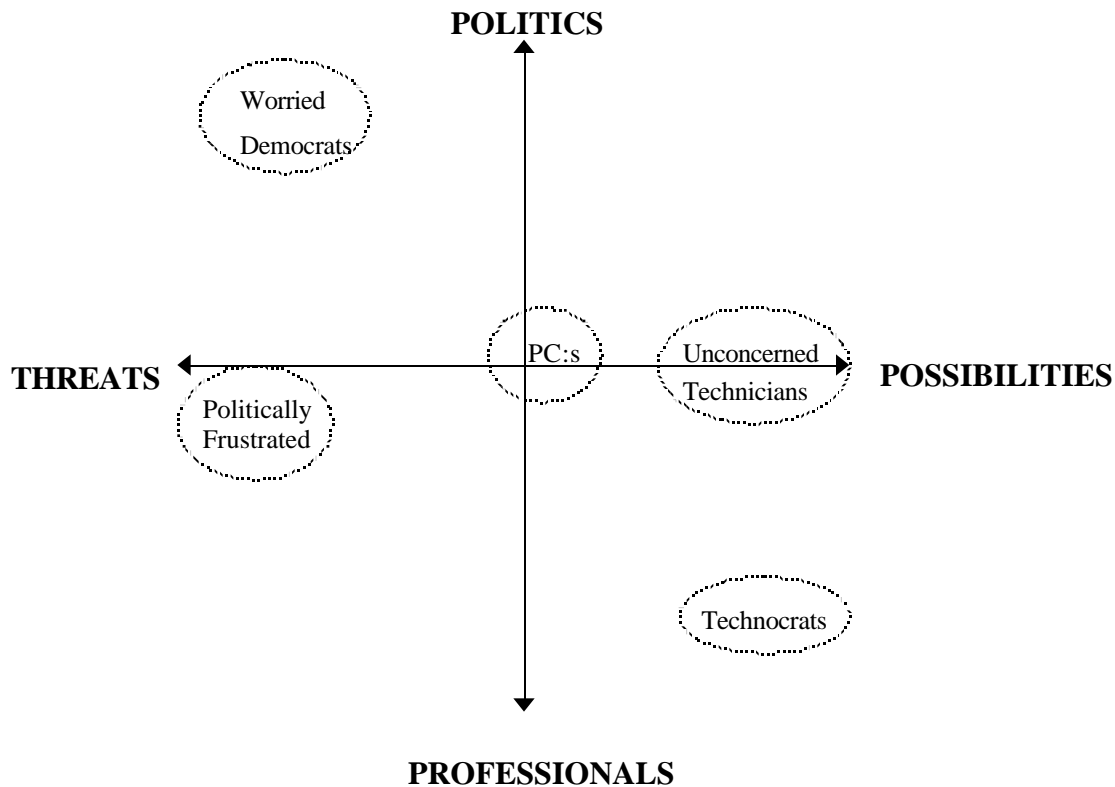 POLITICS
Worried
Democrats
PC:s
Unconcerned
THREATS
POSSIBILITIES
Technicians
Politically
Frustrated
Technocrats
PROFESSIONALS